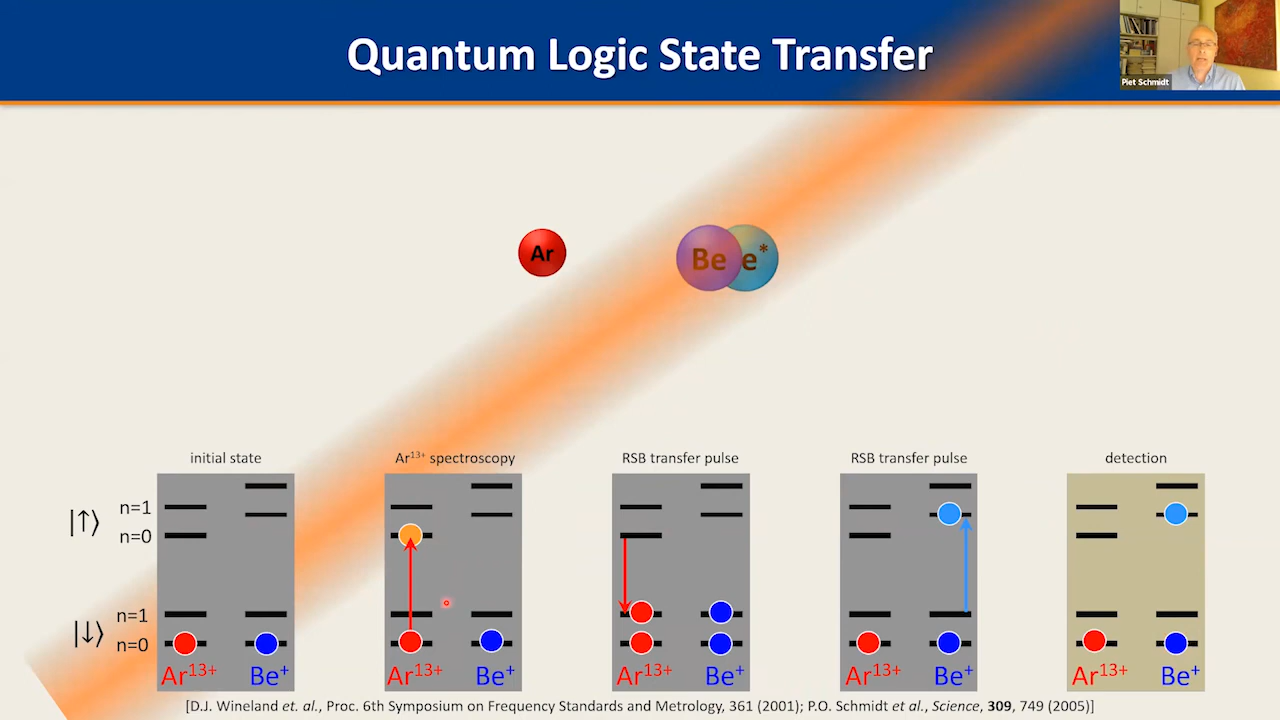 Quantum Logic State Transfer
Piet Schmidt
Ar
Be
e*
initial state
Ar13+ spectroscopy
RSB transfer pulse
RSB transfer pulse
detection
|↑⟩
n=1
n=0
|↓⟩
n=1
n=0
Ar13+ Be+
Ar13+ Be+
Ar13+ Be+
Ar13+ Be+
Ar13+ Be+
[D.J. Wineland et. al., Proc. 6th Symposium on Frequency Standards and Metrology, 361 (2001); P.O. Schmidt et al., Science, 309, 749 (2005)]